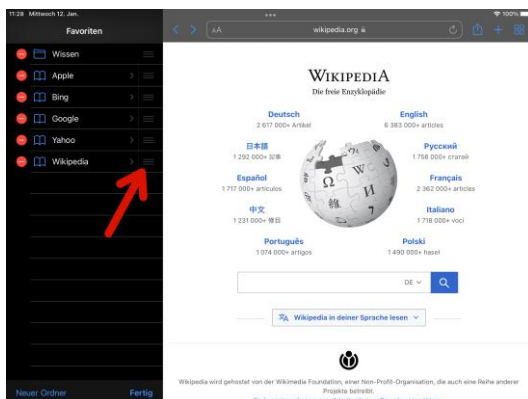 11:28 Mittwoch 12. Jan.
100%
Favoriten
Wissen
Apple
Bing
Google
Yahoo
Wikipedia
Neuer Ordner
Fertig
AA
wikipedia.org
WIKIPEDIA
Die freie Enzyklopädie
Deutsch
2 617 000+ Artikel
English
6 383 000+ articles
日本語
1 292 000+ 記事
Русский
1 756 000+ статей
Español
1 717 000+ artículos
Français
2 362 000+ articles
中文
1 231 000+ 條目
Italiano
1 718 000+ voci
Português
1 074 000+ artigos
Polski
1 490 000+ haseł
Ω W И 維 7
DE
Wikipedia in deiner Sprache lesen
Wikipedia wird gehostet von der Wikimedia Foundation, einer Non-Profit-Organisation, die auch eine Reihe anderer
Projekte betreibt.